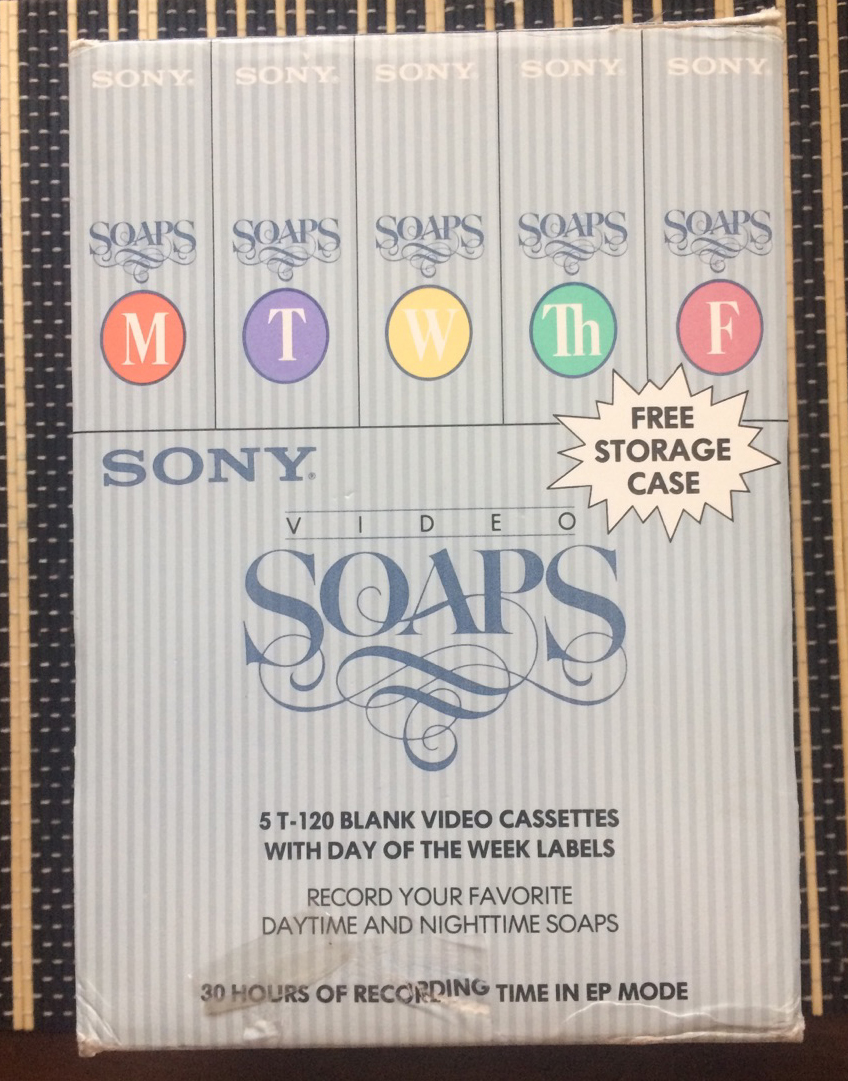 SONY. SONY. SONY. SONY. SONY.
SOAPS SOAPS SOAPS SOAPS SOAPS
M T W Th F
FREE
STORAGE
CASE
SONY®
VIDEO
SOAPS
5 T-120 BLANK VIDEO CASSETTES
WITH DAY OF THE WEEK LABELS
RECORD YOUR FAVORITE
DAYTIME AND NIGHTTIME SOAPS
30 HOURS OF RECORDING TIME IN EP MODE